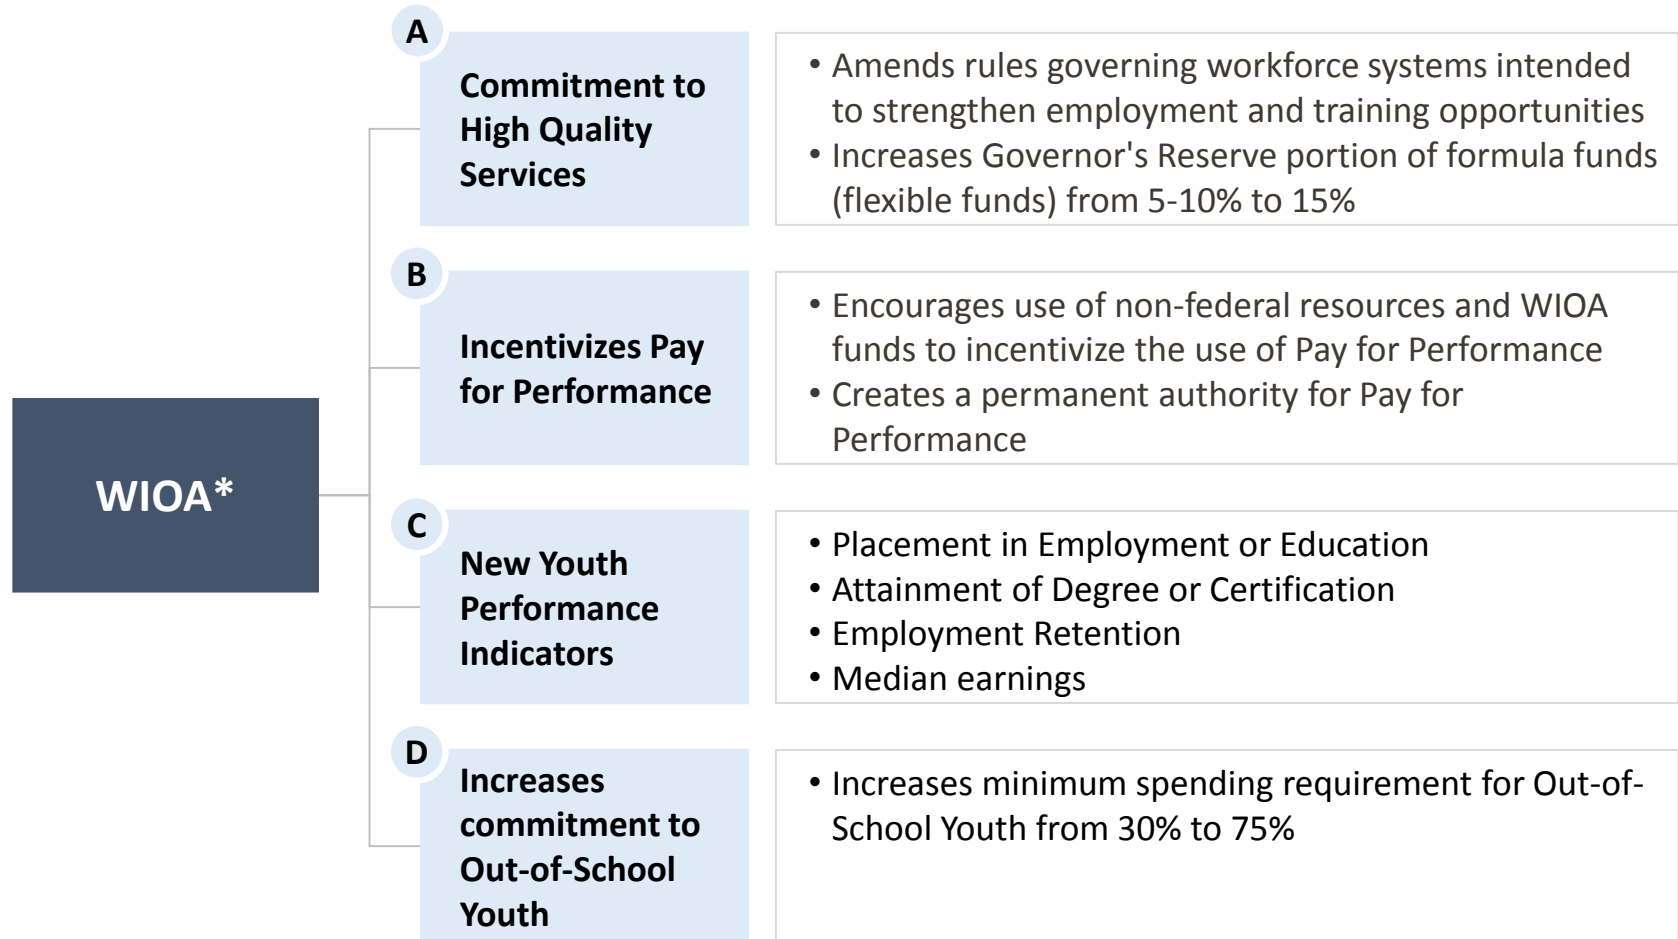 WIOA*
A
Commitment to
High Quality
Services
• Amends rules governing workforce systems intended
to strengthen employment and training opportunities
• Increases Governor's Reserve portion of formula funds
(flexible funds) from 5-10% to 15%
B
Incentivizes Pay
for Performance
• Encourages use of non-federal resources and WIOA
funds to incentivize the use of Pay for Performance
• Creates a permanent authority for Pay for
Performance
C
New Youth
Performance
Indicators
• Placement in Employment or Education
• Attainment of Degree or Certification
• Employment Retention
• Median earnings
D
Increases
commitment to
Out-of-School
Youth
• Increases minimum spending requirement for Out-of-
School Youth from 30% to 75%